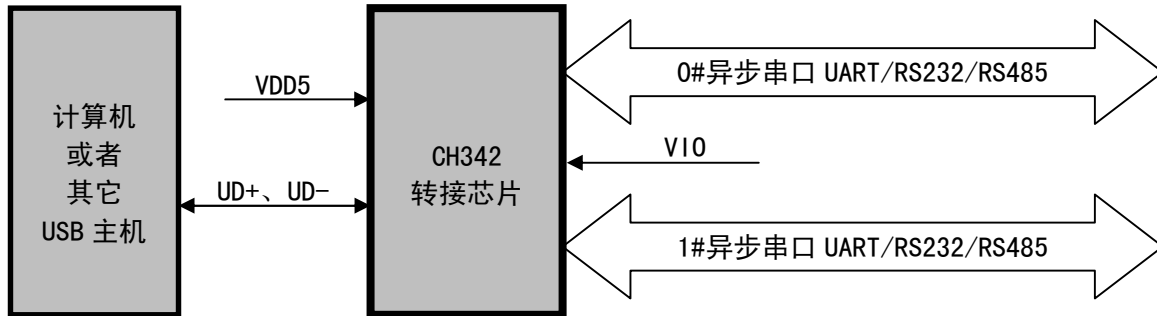 计算机
或者
其它
USB 主机
VDD5
UD+、UD-
CH342
转接芯片
0#异步串口 UART/RS232/RS485
VIO
1#异步串口 UART/RS232/RS485